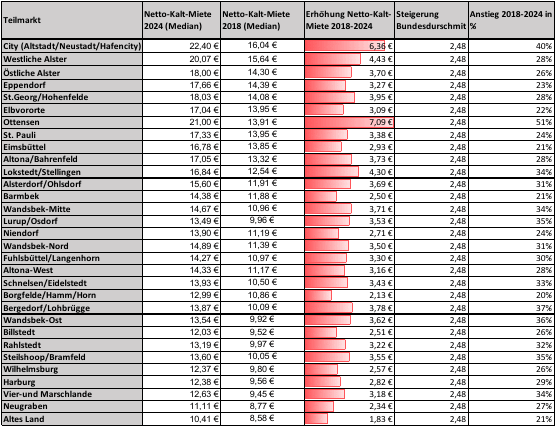 Teilmarkt Netto-Kalt-Miete 2024 (Median) Netto-Kalt-Miete 2018 (Median) Erhöhung Netto-Kalt-Miete 2018-2024 Steigerung Bundesdurschmit Anstieg 2018-2024 in %
City (Altstadt/Neustadt/Hafencity) 22,40 € 16,04 € 6,36 € 2,48 40%
Westliche Alster 20,07 € 15,64 € 4,43 € 2,48 28%
Östliche Alster 18,00 € 14,30 € 3,70 € 2,48 26%
Eppendorf 17,66 € 14,39 € 3,27 € 2,48 23%
St.Georg/Hohenfelde 18,03 € 14,08 € 3,95 € 2,48 28%
Elbvororte 17,04 € 13,95 € 3,09 € 2,48 22%
Ottensen 21,00 € 13,91 € 7,09 € 2,48 51%
St. Pauli 17,33 € 13,95 € 3,38 € 2,48 24%
Eimsbüttel 16,78 € 13,85 € 2,93 € 2,48 21%
Altona/Bahrenfeld 17,05 € 13,32 € 3,73 € 2,48 28%
Lokstedt/Stellingen 16,84 € 12,54 € 4,30 € 2,48 34%
Alsterdorf/Ohlsdorf 15,60 € 11,91 € 3,69 € 2,48 31%
Barmbek 14,38 € 11,88 € 2,50 € 2,48 21%
Wandsbek-Mitte 14,67 € 10,96 € 3,71 € 2,48 34%
Lurup/Osdorf 13,49 € 9,96 € 3,53 € 2,48 35%
Niendorf 13,90 € 11,19 € 2,71 € 2,48 24%
Wandsbek-Nord 14,89 € 11,39 € 3,50 € 2,48 31%
Fuhlsbüttel/Langenhorn 14,27 € 10,97 € 3,30 € 2,48 30%
Altona-West 14,33 € 11,17 € 3,16 € 2,48 28%
Schnelsen/Eidelstedt 13,93 € 10,50 € 3,43 € 2,48 33%
Borgfelde/Hamm/Horn 12,99 € 10,86 € 2,13 € 2,48 20%
Bergedorf/Lohbrügge 13,87 € 10,09 € 3,78 € 2,48 37%
Wandsbek-Ost 13,54 € 9,92 € 3,62 € 2,48 36%
Billstedt 12,03 € 9,52 € 2,51 € 2,48 26%
Rahlstedt 13,19 € 9,97 € 3,22 € 2,48 32%
Steilshoop/Bramfeld 13,60 € 10,05 € 3,55 € 2,48 35%
Wilhelmsburg 12,37 € 9,80 € 2,57 € 2,48 26%
Harburg 12,38 € 9,56 € 2,82 € 2,48 29%
Vier-und Marschlande 12,63 € 9,45 € 3,18 € 2,48 34%
Neugraben 11,11 € 8,77 € 2,34 € 2,48 27%
Altes Land 10,41 € 8,58 € 1,83 € 2,48 21%